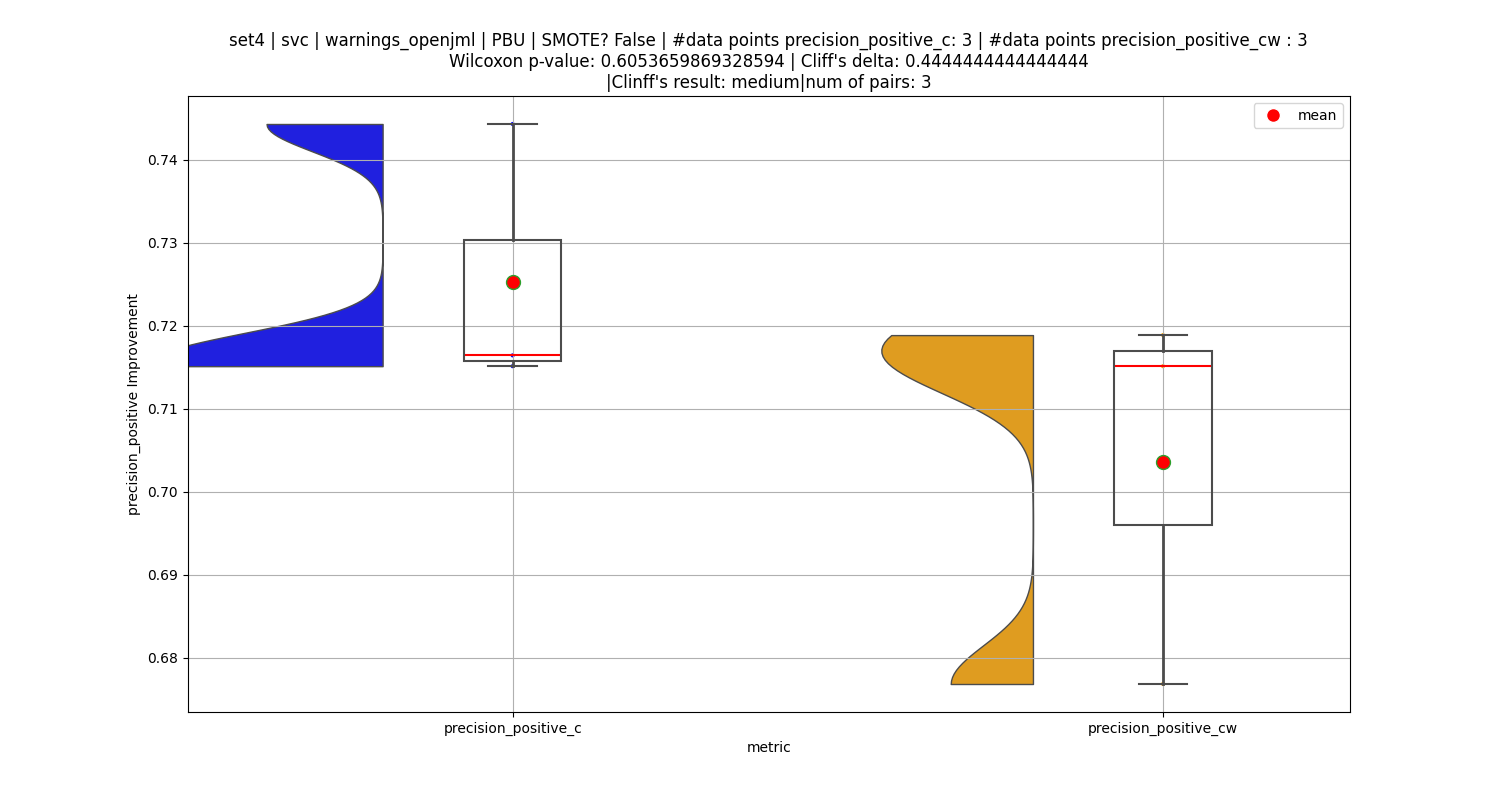 set4 | svc | warnings_openjml | PBU | SMOTE? False | #data points precision_positive_c: 3 | #data points precision_positive_cw : 3
Wilcoxon p-value: 0.6053659869328594 | Cliff's delta: 0.4444444444444444
|Clinff's result: medium|num of pairs: 3
mean
precision_positive Improvement
0.74
0.73
0.72
0.71
0.70
0.69
0.68
precision_positive_c
precision_positive_cw
metric